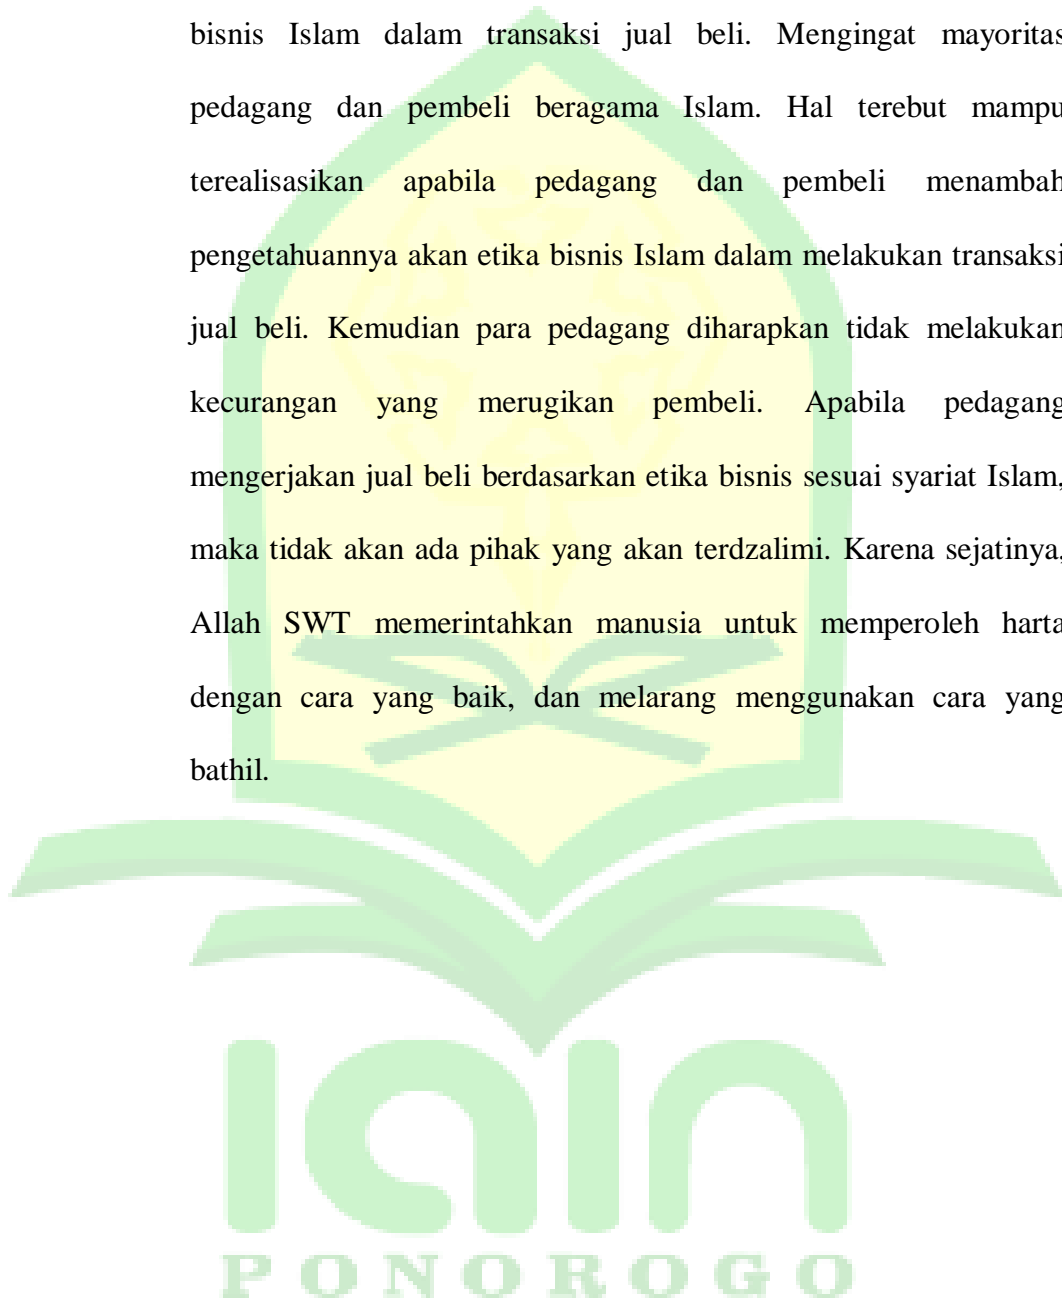 bisnis Islam dalam transaksi jual beli. Mengingat mayoritas
pedagang dan pembeli beragama Islam. Hal terebut mampu
terealisasikan apabila pedagang dan pembeli menambah
pengetahuannya akan etika bisnis Islam dalam melakukan transaksi
jual beli. Kemudian para pedagang diharapkan tidak melakukan
kecurangan yang merugikan pembeli. Apabila pedagang
mengerjakan jual beli berdasarkan etika bisnis sesuai syariat Islam,
maka tidak akan ada pihak yang akan terdzalimi. Karena sejatinya,
Allah SWT memerintahkan manusia untuk memperoleh harta
dengan cara yang baik, dan melarang menggunakan cara yang
bathil.
iain
PONOROGO